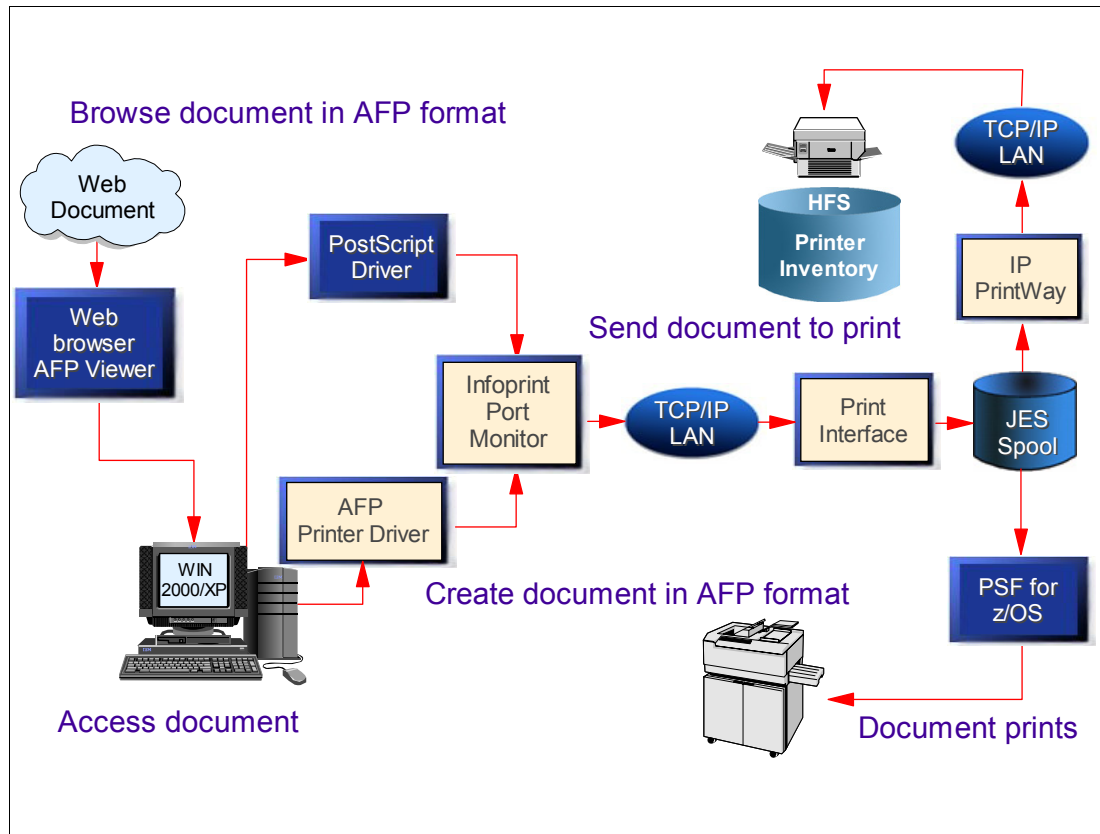 Browse document in AFP format
Web
Document
Web
browser
AFP Viewer
PostScript
Driver
Infoprint
Port
Monitor
AFP
Printer Driver
WIN
2000/XP
Access document
TCP/IP
LAN
HFS
Printer
Inventory
Send document to print
IP
PrintWay
TCP/IP
LAN
Print
Interface
JES
Spool
Create document in AFP format
PSF for
z/OS
Document prints